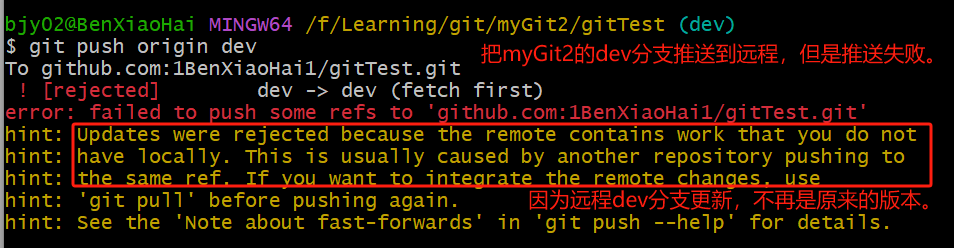 bjy02@BenXiaoHai MINGW64 /f/Learning/git/myGit2/gitTest (dev)
$ git push origin dev
把myGit2的dev分支推送到远程，但是推送失败。
To github.com:1BenXiaoHai1/gitTest.git
 ! [rejected]        dev -> dev (fetch first)
error: failed to push some refs to 'github.com:1BenXiaoHai1/gitTest.git'
hint: Updates were rejected because the remote contains work that you do not
hint: have locally. This is usually caused by another repository pushing to
hint: the same ref. If you want to integrate the remote changes, use
hint: 'git pull' before pushing again.
因为远程dev分支更新，不再是原来的版本。
hint: See the 'Note about fast-forwards' in 'git push --help' for details.